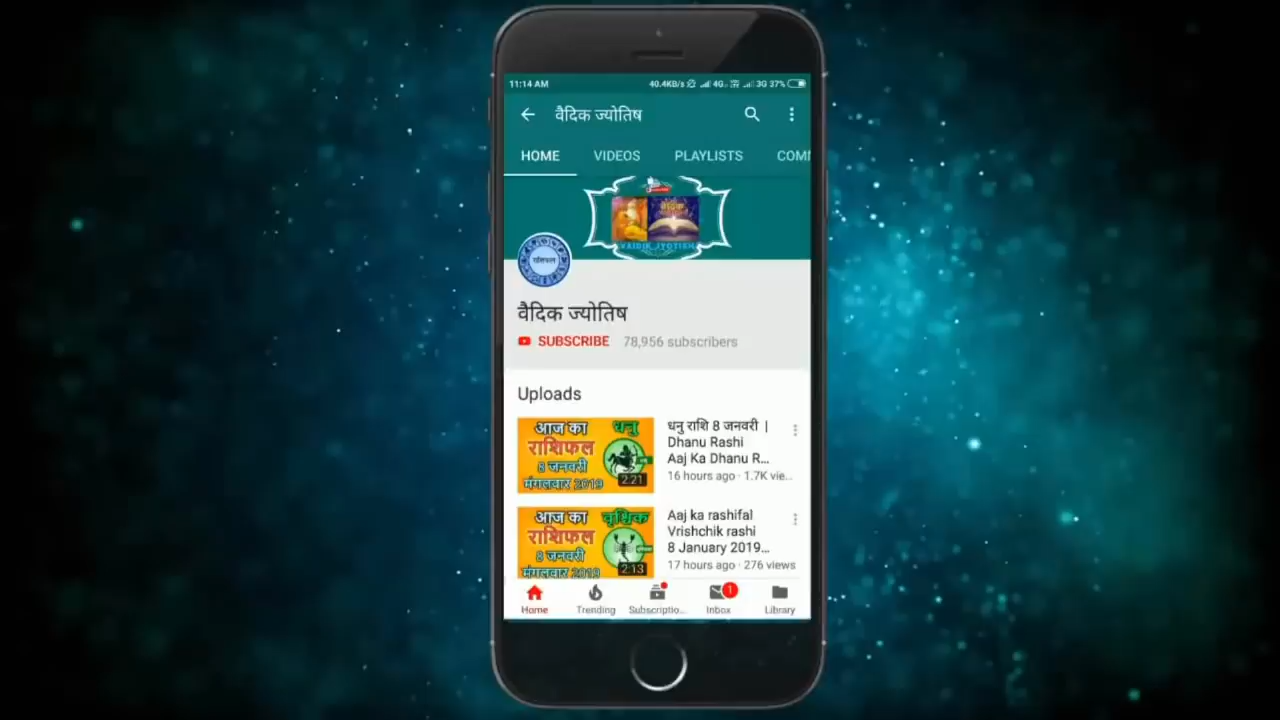 11:14 AM
40.4KB/s 4G 3G 37%
वैदिक ज्योतिष
HOME VIDEOS PLAYLISTS COM
वैदिक
VAIDIK JYOTISH
राशिफल
वैदिक ज्योतिष
SUBSCRIBE 78,956 subscribers
Uploads
आज का धनु
राशिफल
8 जनवरी
मंगलवार 2019
2:21
धनु राशि 8 जनवरी |
Dhanu Rashi
Aaj Ka Dhanu R...
16 hours ago · 1.7K vie...
आज का वृश्चिक
राशिफल
8 जनवरी
मंगलवार 2019
2:13
Aaj ka rashifal
Vrishchik rashi
8 January 2019...
17 hours ago · 276 views
1
Home Trending Subscriptio... Inbox Library